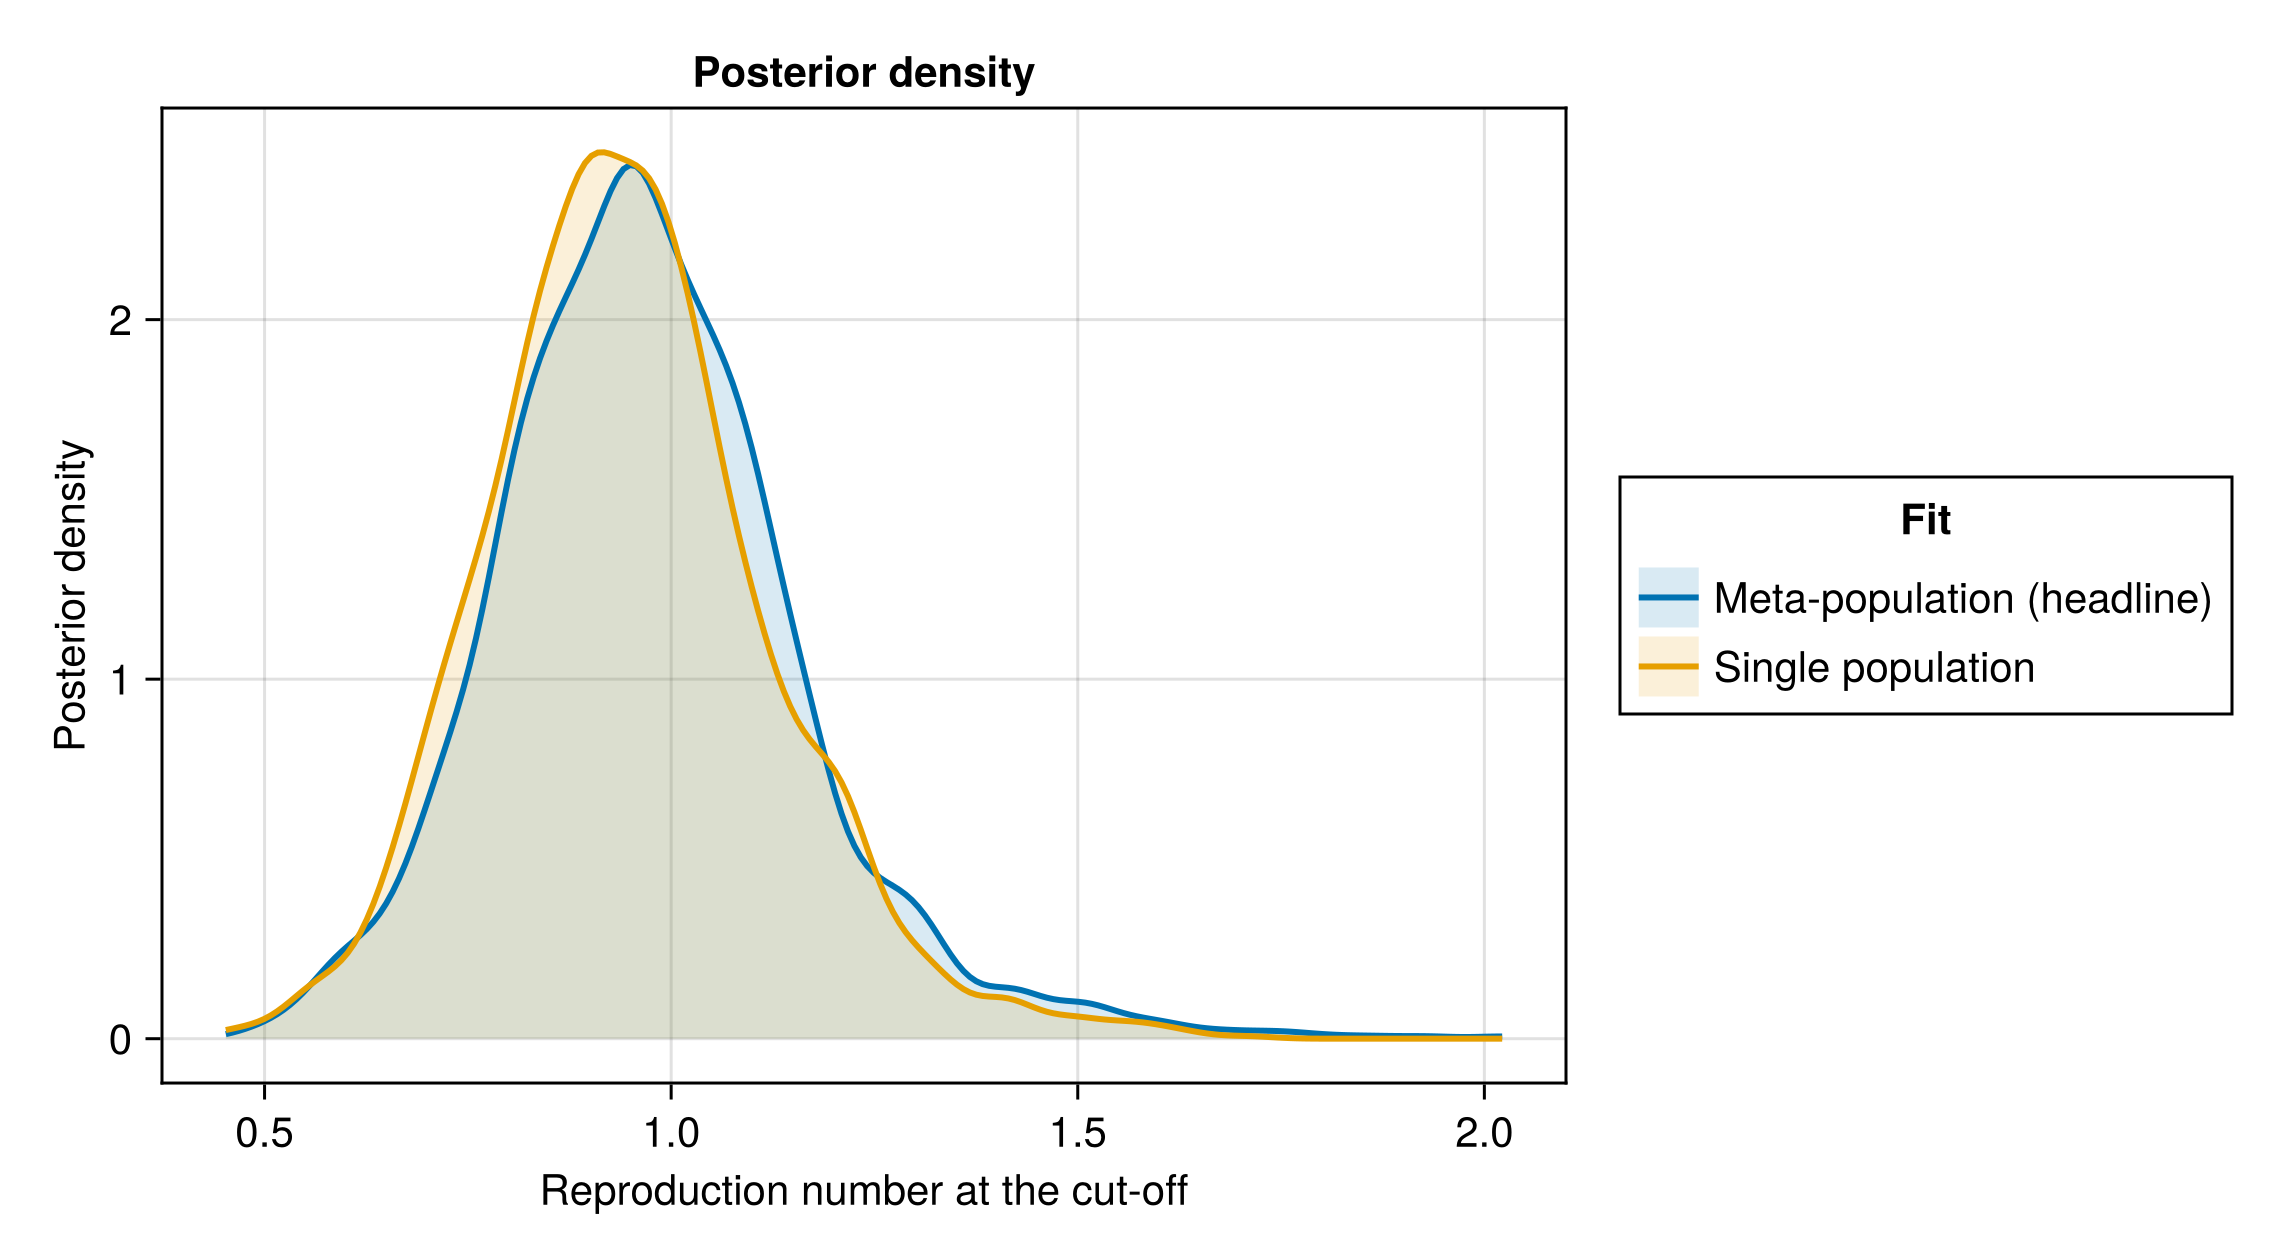 Posterior density
Posterior density
2
1
0
0.5 1.0 1.5 2.0
Reproduction number at the cut-off
Fit
Meta-population (headline)
Single population